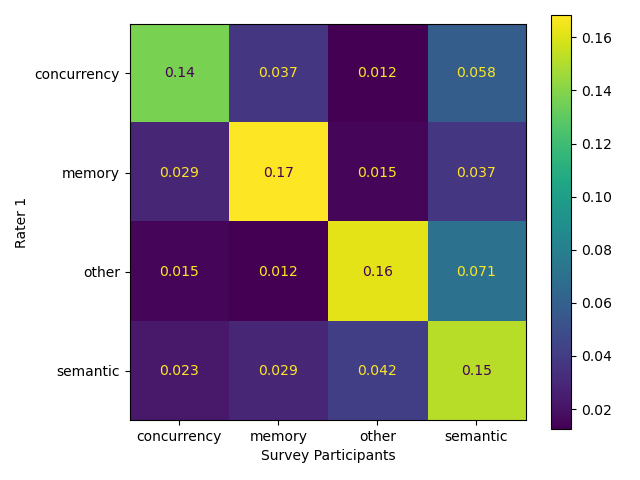 0.16
concurrency 0.14 0.037 0.012 0.058
0.14
0.12
memory 0.029 0.17 0.015 0.037
0.10
Rater 1
0.08
other 0.015 0.012 0.16 0.071
0.06
0.04
semantic 0.023 0.029 0.042 0.15
0.02
concurrency memory other semantic
Survey Participants